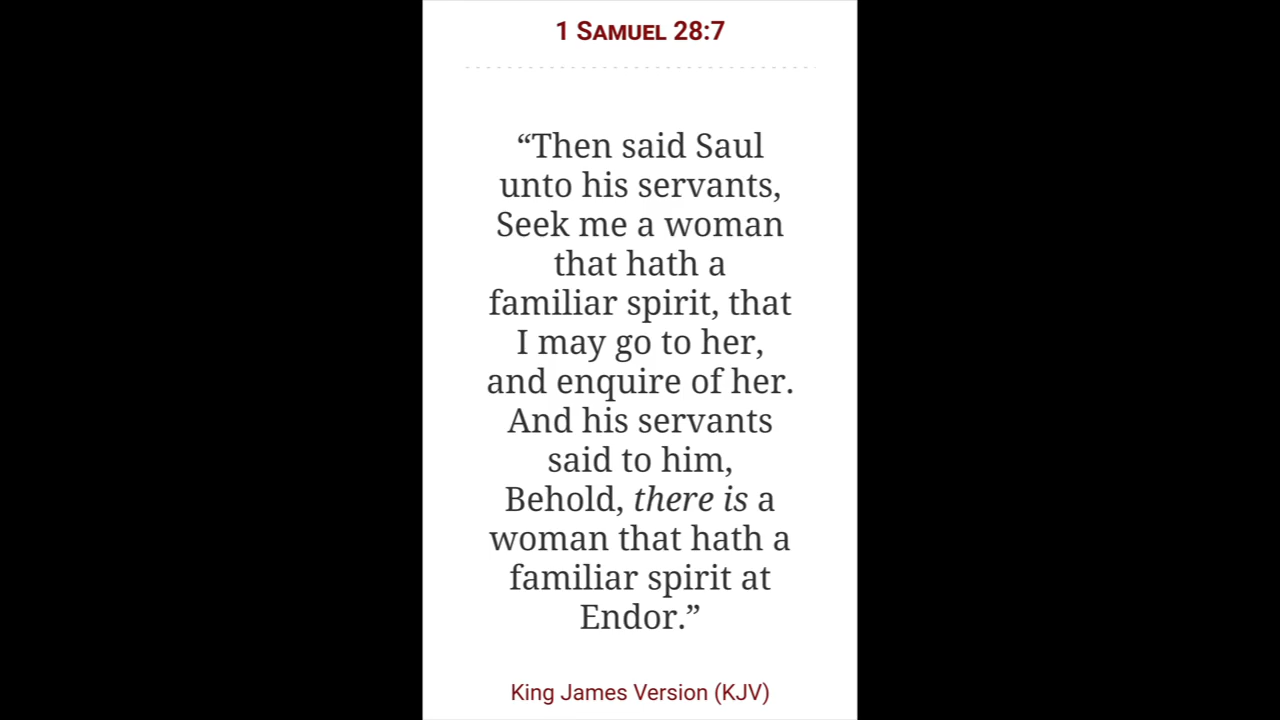 1 SAMUEL 28:7
“Then said Saul
unto his servants,
Seek me a woman
that hath a
familiar spirit, that
I may go to her,
and enquire of her.
And his servants
said to him,
Behold, there is a
woman that hath a
familiar spirit at
Endor.”
King James Version (KJV)